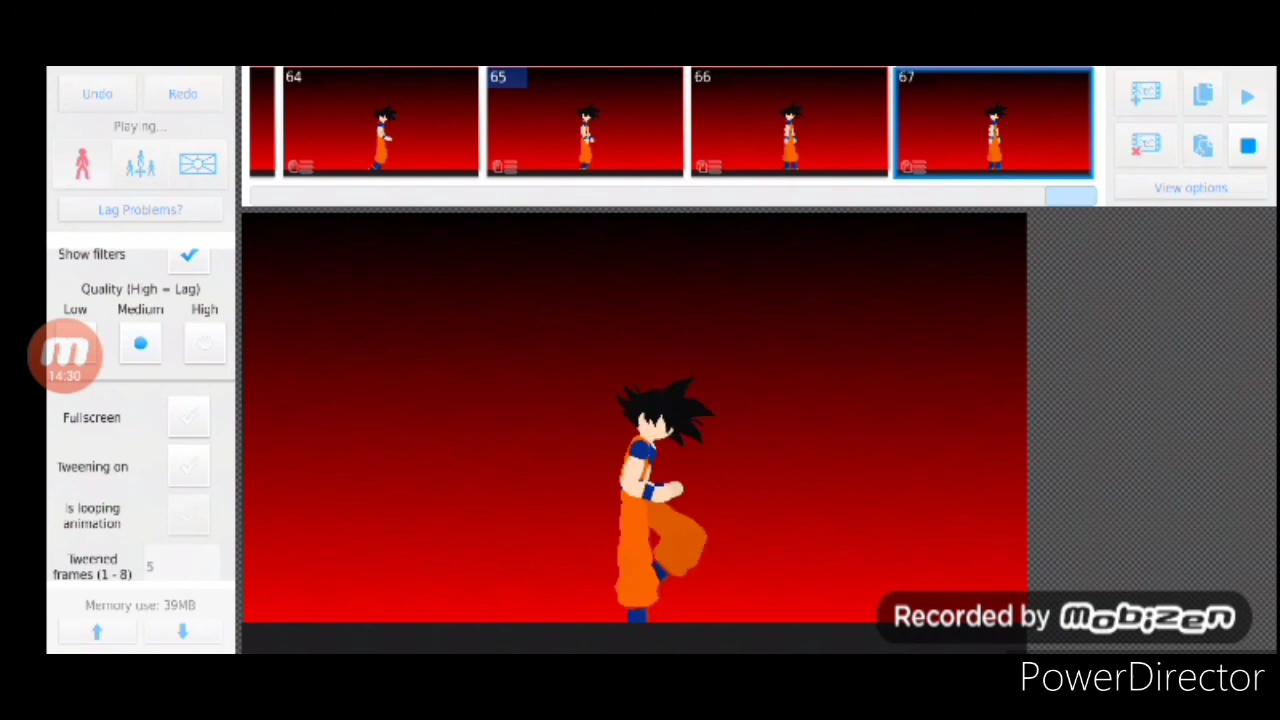 Undo Redo
Playing...
Lag Problems?
Show filters
Quality (High = Lag)
Low Medium High
14:30
Fullscreen
Tweening on
Is looping
animation
Tweened
frames (1 - 8) 5
Memory use: 39MB
64 65 66 67
View options
Recorded by mobizen
PowerDirector